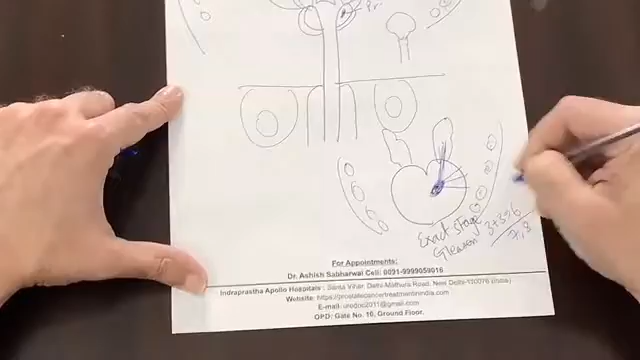 Pr.
Exact stage
Gleason 3+3=6
7,8
For Appointments:
Dr. Ashish Sabharwal Cell: 0091-9999059016
Indraprastha Apollo Hospitals : Sarita Vihar, Delhi-Mathura Road, New Delhi-110076 (India)
Website: https://prostatecancertreatmentinindia.com
E-mail: urodoc2011@gmail.com
OPD: Gate No. 10, Ground Floor.